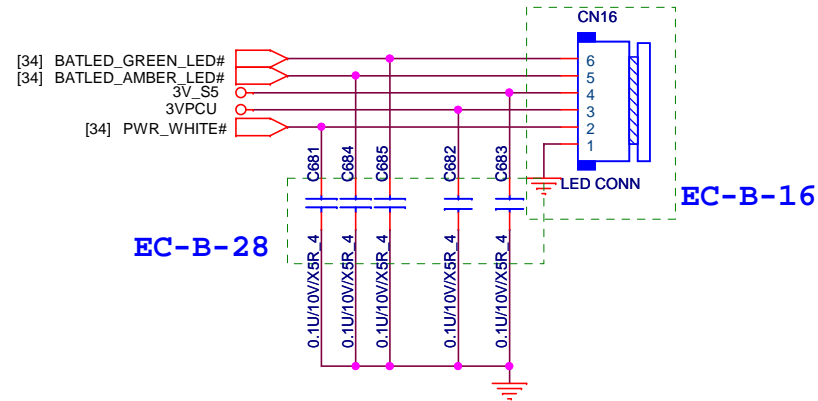 CN16
[34] BATLED_GREEN_LED#
[34] BATLED_AMBER_LED#
3V_S5
3VPCU
[34] PWR_WHITE#
6
5
4
3
2
1
LED CONN
EC-B-16
C681
C684
C685
C682
C683
EC-B-28
0.1U/10V/X5R_4
0.1U/10V/X5R_4
0.1U/10V/X5R_4
0.1U/10V/X5R_4
0.1U/10V/X5R_4